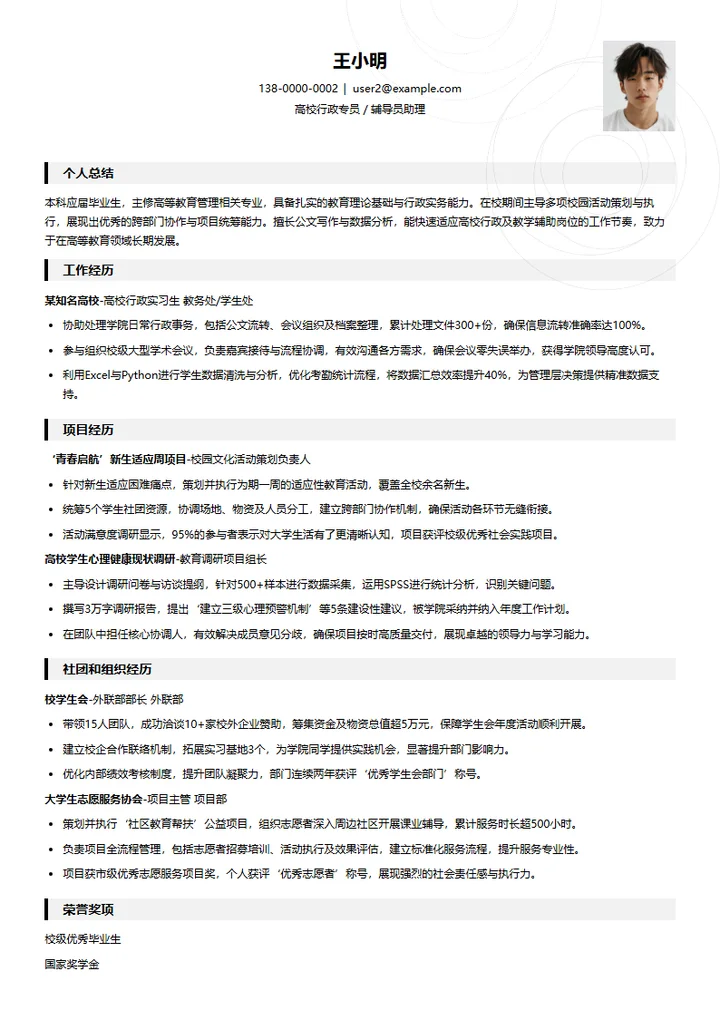 王小明
138-0000-0002 | user2@example.com
高校行政专员 / 辅导员助理
个人总结
本科应届毕业生，主修高等教育管理相关专业，具备扎实的教育理论基础与行政实务能力。在校期间主导多项校园活动策划与执
行，展现出优秀的跨部门协作与项目统筹能力。擅长公文写作与数据分析，能快速适应高校行政及教学辅助岗位的工作节奏，致力
于在高等教育领域长期发展。
工作经历
某知名高校-高校行政实习生 教务处/学生处
• 协助处理学院日常行政事务，包括公文流转、会议组织及档案整理，累计处理文件300+份，确保信息流转准确率达100%。
• 参与组织校级大型学术会议，负责嘉宾接待与流程协调，有效沟通各方需求，确保会议零失误举办，获得学院领导高度认可。
• 利用Excel与Python进行学生数据清洗与分析，优化考勤统计流程，将数据汇总效率提升40%，为管理层决策提供精准数据支
持。
项目经历
‘青春启航’新生适应周项目-校园文化活动策划负责人
• 针对新生适应困难痛点，策划并执行为期一周的适应性教育活动，覆盖全校余名新生。
• 统筹5个学生社团资源，协调场地、物资及人员分工，建立跨部门协作机制，确保活动各环节无缝衔接。
• 活动满意度调研显示，95%的参与者表示对大学生活有了更清晰认知，项目获评校级优秀社会实践项目。
高校学生心理健康现状调研-教育调研项目组长
• 主导设计调研问卷与访谈提纲，针对500+样本进行数据采集，运用SPSS进行统计分析，识别关键问题。
• 撰写3万字调研报告，提出‘建立三级心理预警机制’等5条建设性建议，被学院采纳并纳入年度工作计划。
• 在团队中担任核心协调人，有效解决成员意见分歧，确保项目按时高质量交付，展现卓越的领导力与学习能力。
社团和组织经历
校学生会-外联部部长 外联部
• 带领15人团队，成功洽谈10+家校外企业赞助，筹集资金及物资总值超5万元，保障学生会年度活动顺利开展。
• 建立校企合作联络机制，拓展实习基地3个，为学院同学提供实践机会，显著提升部门影响力。
• 优化内部绩效考核制度，提升团队凝聚力，部门连续两年获评‘优秀学生会部门’称号。
大学生志愿服务协会-项目主管 项目部
• 策划并执行‘社区教育帮扶’公益项目，组织志愿者深入周边社区开展课业辅导，累计服务时长超500小时。
• 负责项目全流程管理，包括志愿者招募培训、活动执行及效果评估，建立标准化服务流程，提升服务专业性。
• 项目获市级优秀志愿服务项目奖，个人获评‘优秀志愿者’称号，展现强烈的社会责任感与执行力。
荣誉奖项
校级优秀毕业生
国家奖学金